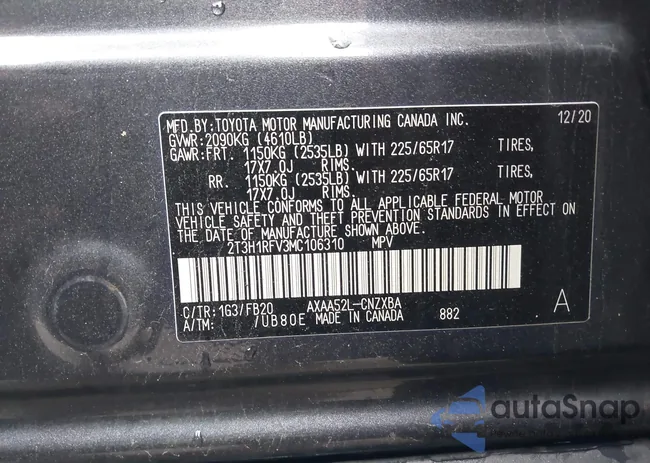 MFD.BY:TOYOTA MOTOR MANUFACTURING CANADA INC. 12/20
GVWR:2090KG (4610LB)
GAWR:FRT. 1150KG (2535LB) WITH 225/65R17 TIRES,
17X7.0J RIMS
RR. 1150KG (2535LB) WITH 225/65R17 TIRES,
17X7.0J RIMS
THIS VEHICLE CONFORMS TO ALL APPLICABLE FEDERAL MOTOR
VEHICLE SAFETY AND THEFT PREVENTION STANDARDS IN EFFECT ON
THE DATE OF MANUFACTURE SHOWN ABOVE.
2T3H1RFV3MC106310 MPV
C/TR:1G3/FB20 AXAA52L-CNZXBA A
A/TM: /UB80E MADE IN CANADA 882
autaSnap